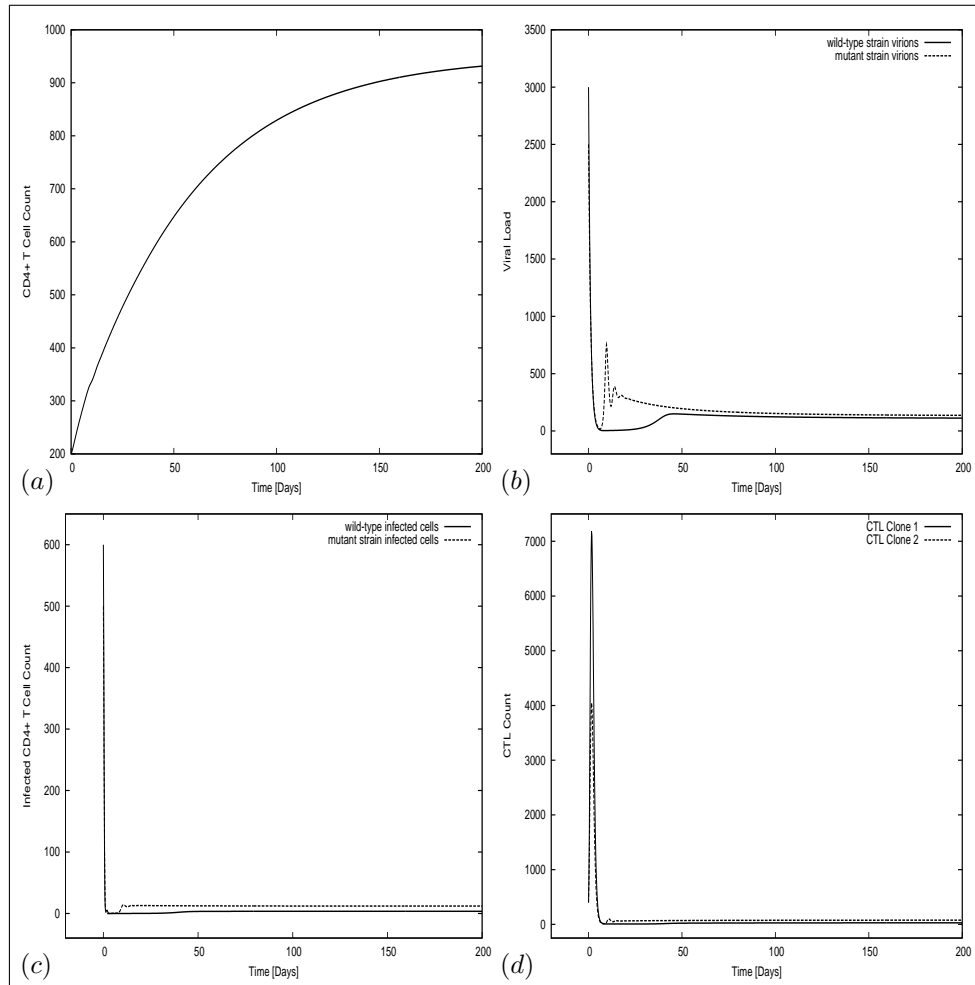 1000
900
800
700
600
500
400
300
200
CD4+ T Cell Count
0 50 100 150 200
Time [Days]
(a)
3500
3000
2500
2000
1500
1000
500
0
Viral Load
wild-type strain virions
mutant strain virions
0 50 100 150 200
Time [Days]
(b)
600
500
400
300
200
100
0
Infected CD4+ T Cell Count
wild-type infected cells
mutant strain infected cells
0 50 100 150 200
Time [Days]
(c)
7000
6000
5000
4000
3000
2000
1000
0
CTL Count
CTL Clone 1
CTL Clone 2
0 50 100 150 200
Time [Days]
(d)